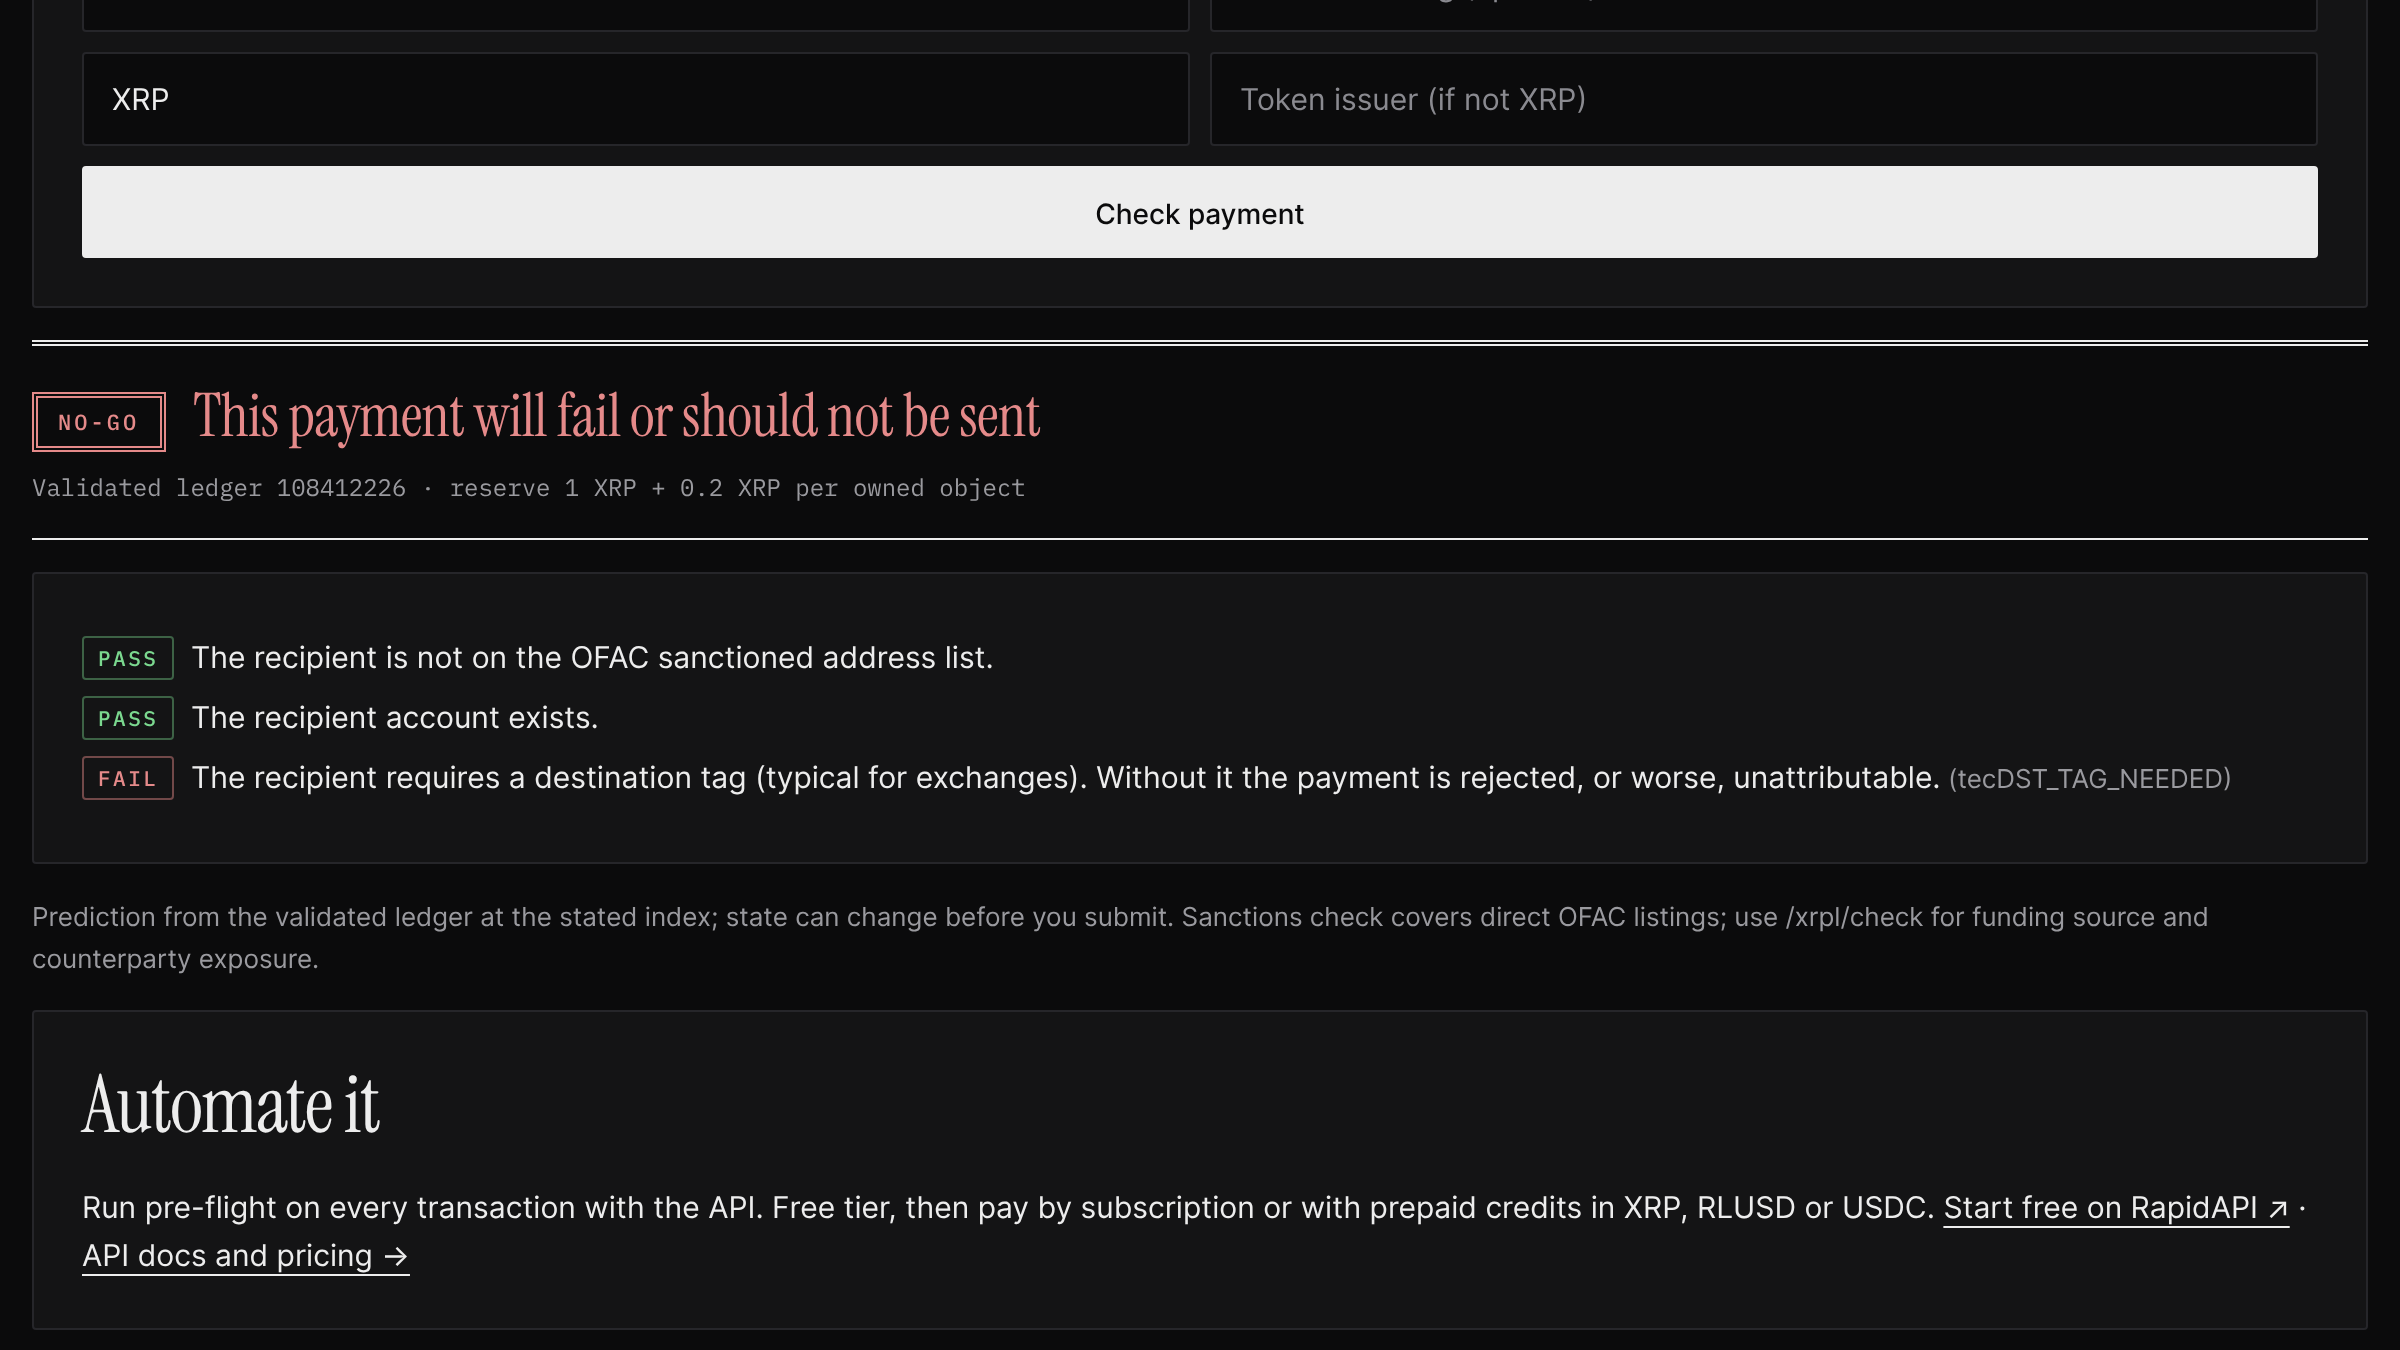 XRP
Token issuer (if not XRP)
Check payment
NO-GO This payment will fail or should not be sent
Validated ledger 108412226 · reserve 1 XRP + 0.2 XRP per owned object
PASS The recipient is not on the OFAC sanctioned address list.
PASS The recipient account exists.
FAIL The recipient requires a destination tag (typical for exchanges). Without it the payment is rejected, or worse, unattributable. (tecDST_TAG_NEEDED)
Prediction from the validated ledger at the stated index; state can change before you submit. Sanctions check covers direct OFAC listings; use /xrpl/check for funding source and
counterparty exposure.
Automate it
Run pre-flight on every transaction with the API. Free tier, then pay by subscription or with prepaid credits in XRP, RLUSD or USDC. Start free on RapidAPI ↗ ·
API docs and pricing →